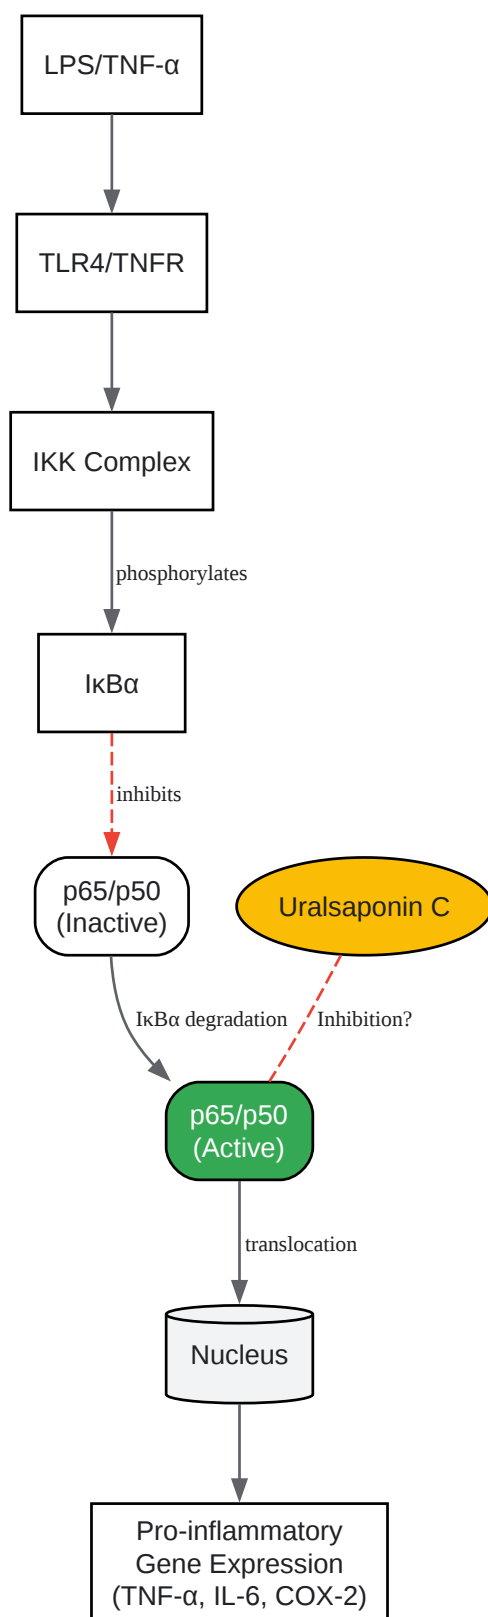 LPS/TNF-α
TLR4/TNFR
IKK Complex
phosphorylates
IκBα
inhibits
p65/p50
(Inactive)
Uralsaponin C
IκBα degradation
Inhibition?
p65/p50
(Active)
translocation
Nucleus
Pro-inflammatory
Gene Expression
(TNF-α, IL-6, COX-2)